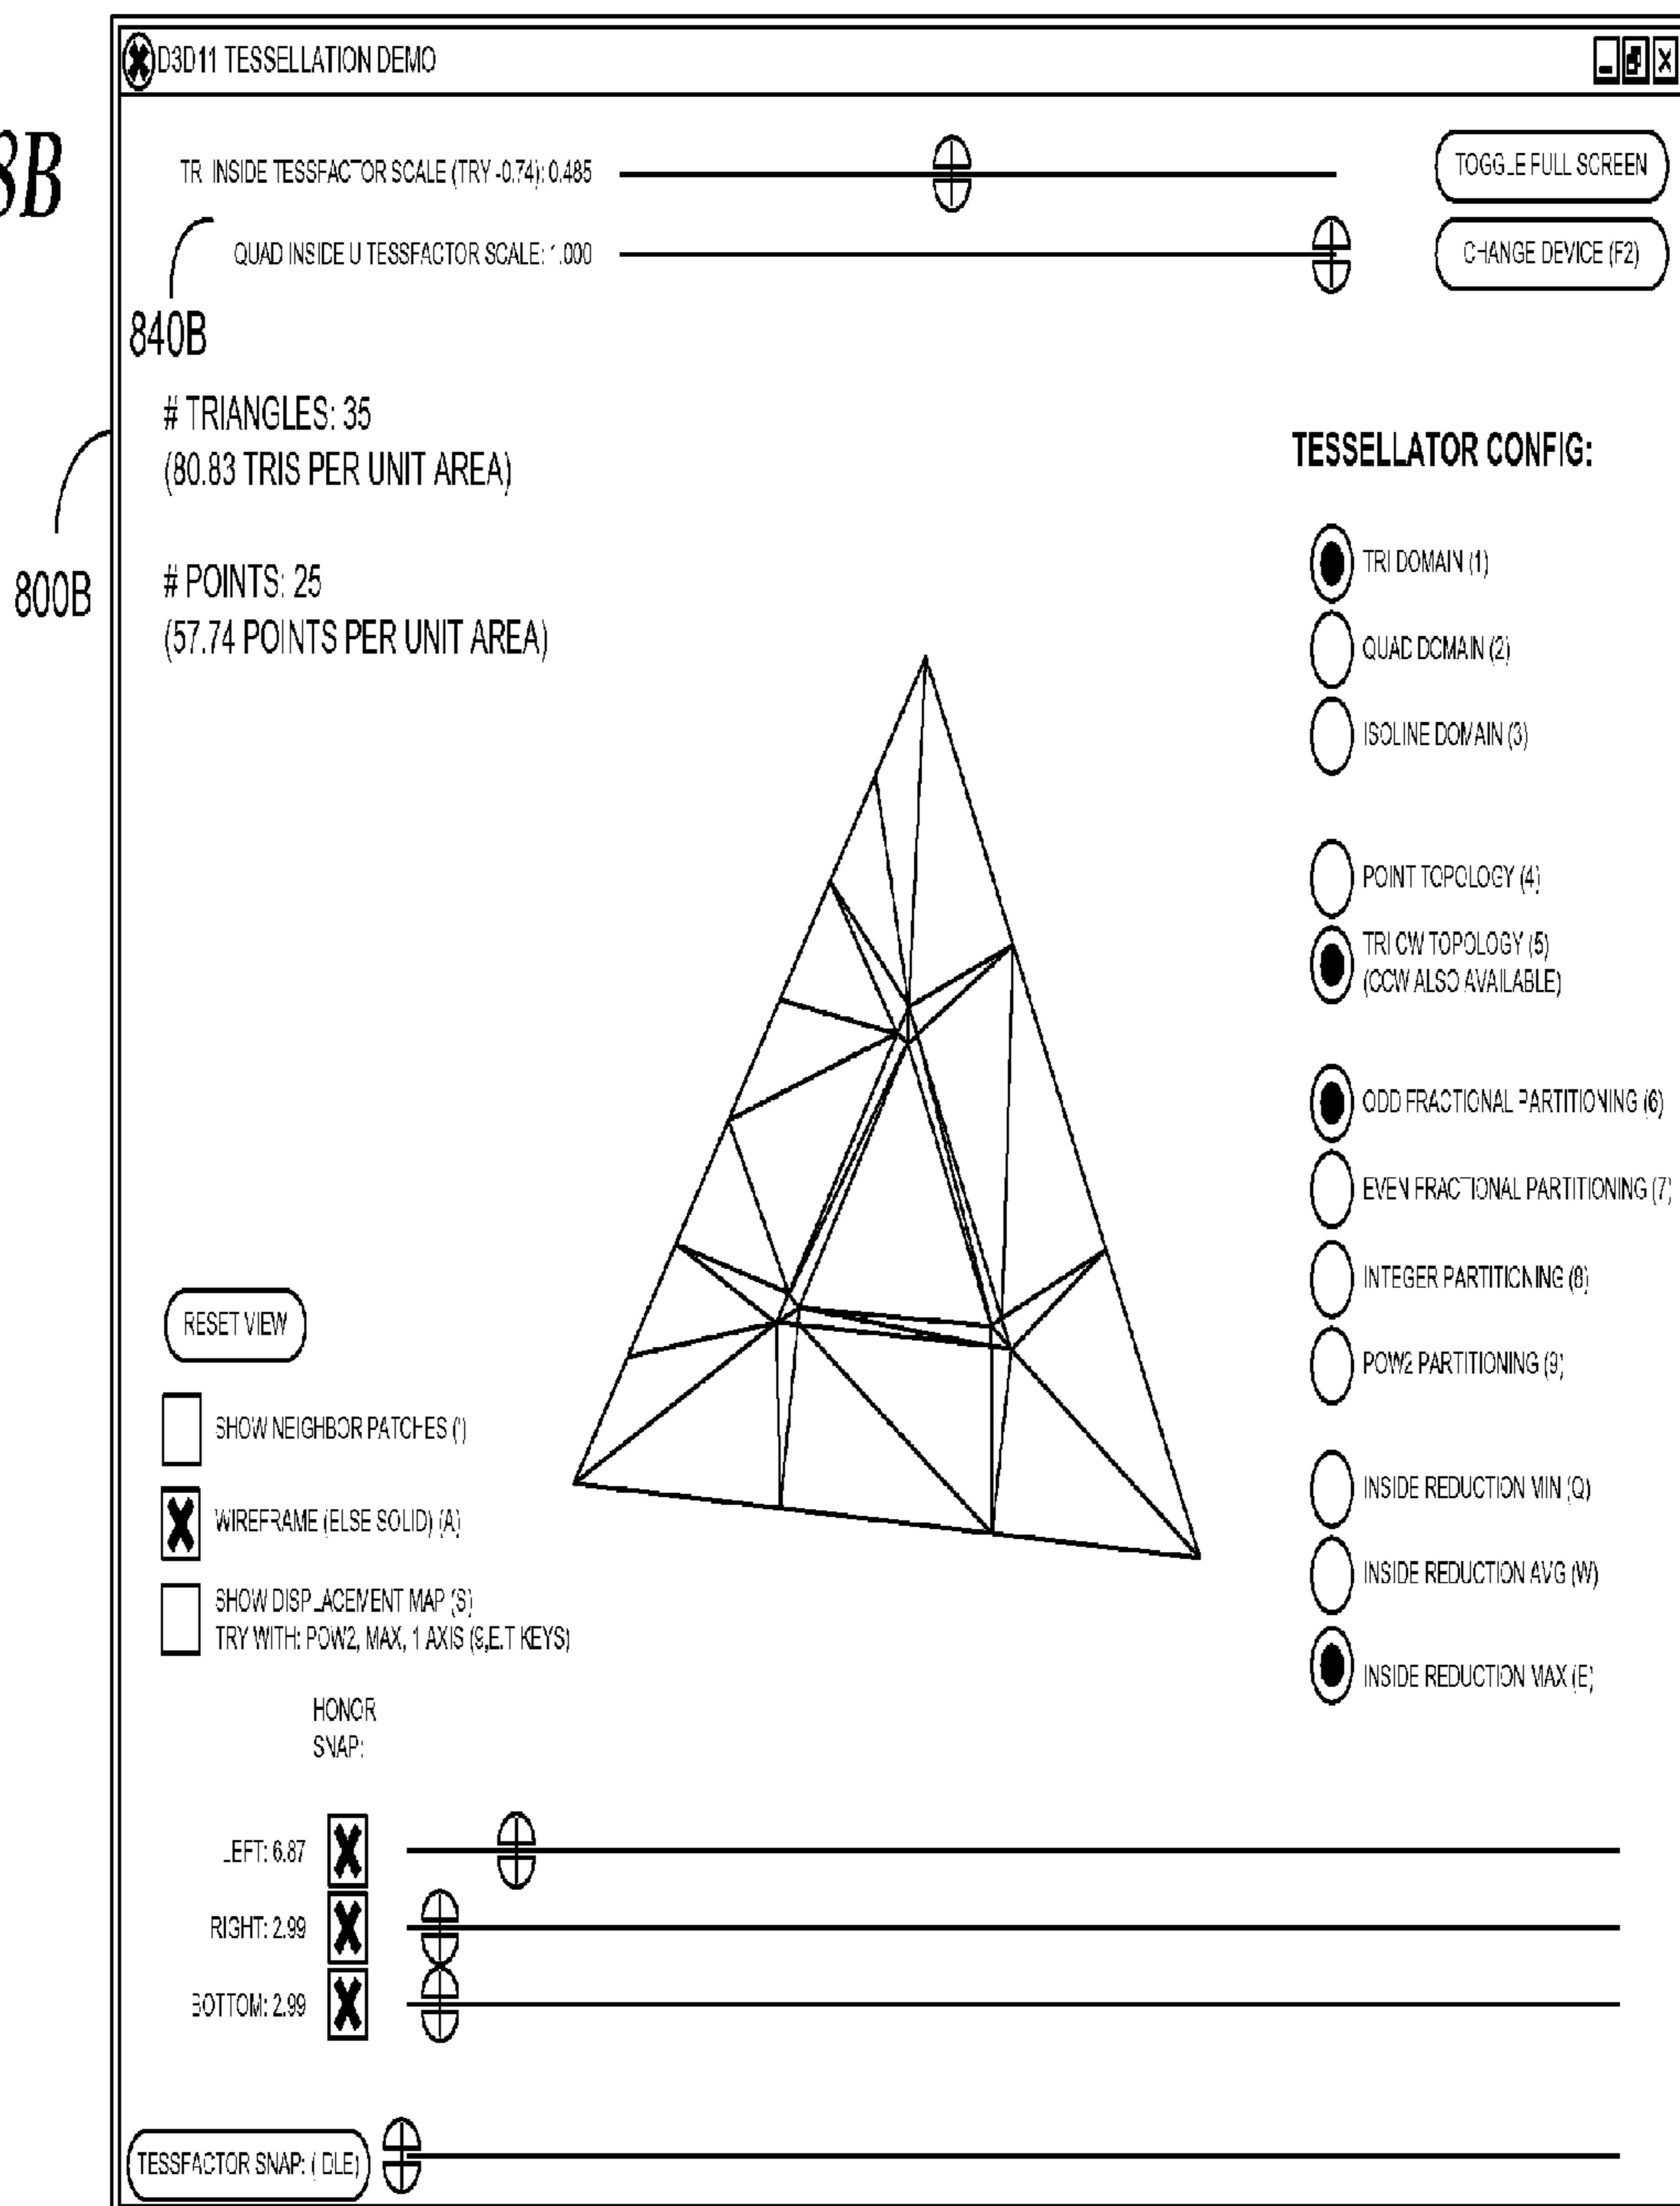 8B
D3D11 TESSELLATION DEMO
TRI INSIDE TESSFACTOR SCALE (TRY -0.74): 0.485
TOGGLE FULL SCREEN
QUAD INSIDE U TESSFACTOR SCALE: 1.000
CHANGE DEVICE (F2)
840B
# TRIANGLES: 35
(80.83 TRIS PER UNIT AREA)
TESSELLATOR CONFIG:
800B
# POINTS: 25
(57.74 POINTS PER UNIT AREA)
TRI DOMAIN (1)
QUAD DOMAIN (2)
ISOLINE DOMAIN (3)
POINT TOPOLOGY (4)
TRI CW TOPOLOGY (5)
(CCW ALSO AVAILABLE)
ODD FRACTIONAL PARTITIONING (6)
EVEN FRACTIONAL PARTITIONING (7)
INTEGER PARTITIONING (8)
POW2 PARTITIONING (9)
INSIDE REDUCTION MIN (Q)
INSIDE REDUCTION AVG (W)
INSIDE REDUCTION MAX (E)
RESET VIEW
SHOW NEIGHBOR PATCHES (')
WIREFRAME (ELSE SOLID) (A)
SHOW DISPLACEMENT MAP (S)
TRY WITH: POW2, MAX, 1 AXIS (9,E,T KEYS)
HONOR
SNAP:
LEFT: 6.87
RIGHT: 2.99
BOTTOM: 2.99
TESSFACTOR SNAP: (IDLE)